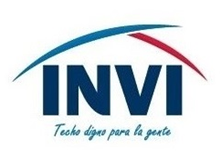 INVI
Techo digno para la gente